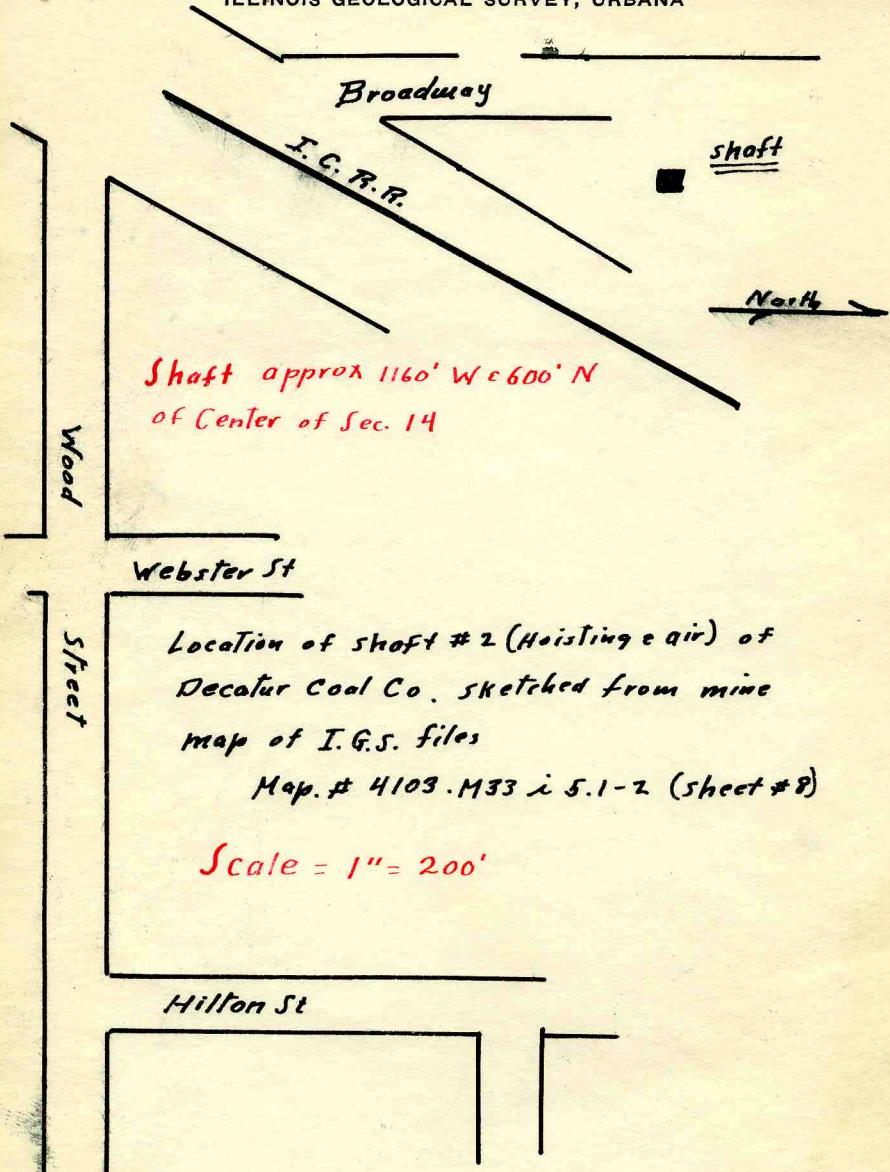 ILLINOIS GEOLOGICAL SURVEY, URBANA
Broadway
I.C.R.R.
shaft
North
Shaft approx 1160' W & 600' N
of Center of Sec. 14
Wood
Webster St
Street
Location of shaft #2 (Hoisting & air) of
Decatur Coal Co. sketched from mine
map of I.G.S. files
Map. # 4103.M33 i 5.1-2 (sheet #8)
Scale = 1" = 200'
Hilton St